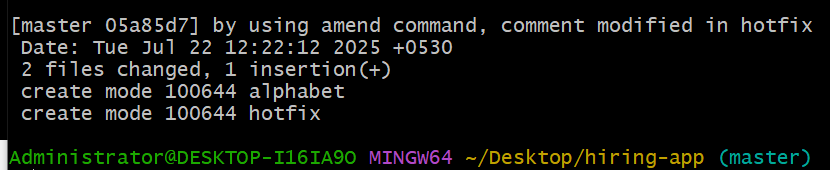 [master 05a85d7] by using amend command, comment modified in hotfix
 Date: Tue Jul 22 12:22:12 2025 +0530
 2 files changed, 1 insertion(+)
 create mode 100644 alphabet
 create mode 100644 hotfix
Administrator@DESKTOP-I16IA9O MINGW64 ~/Desktop/hiring-app (master)